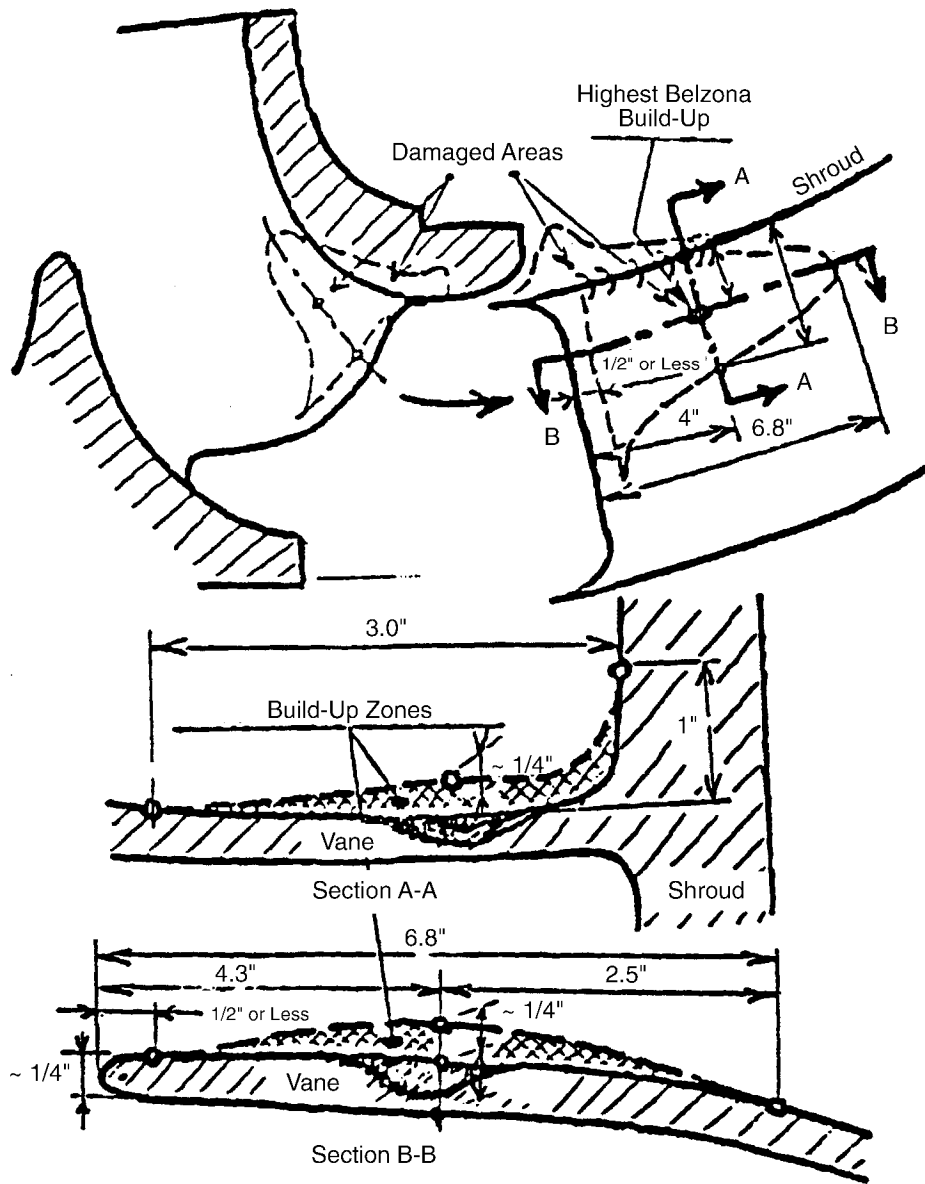 Highest Belzona
Build-Up
Damaged Areas
A
Shroud
B
1/2" or Less
A
B
4"
6.8"
3.0"
Build-Up Zones
~ 1/4"
1"
Vane
Section A-A
Shroud
6.8"
4.3"
2.5"
1/2" or Less
~ 1/4"
~ 1/4"
Vane
Section B-B